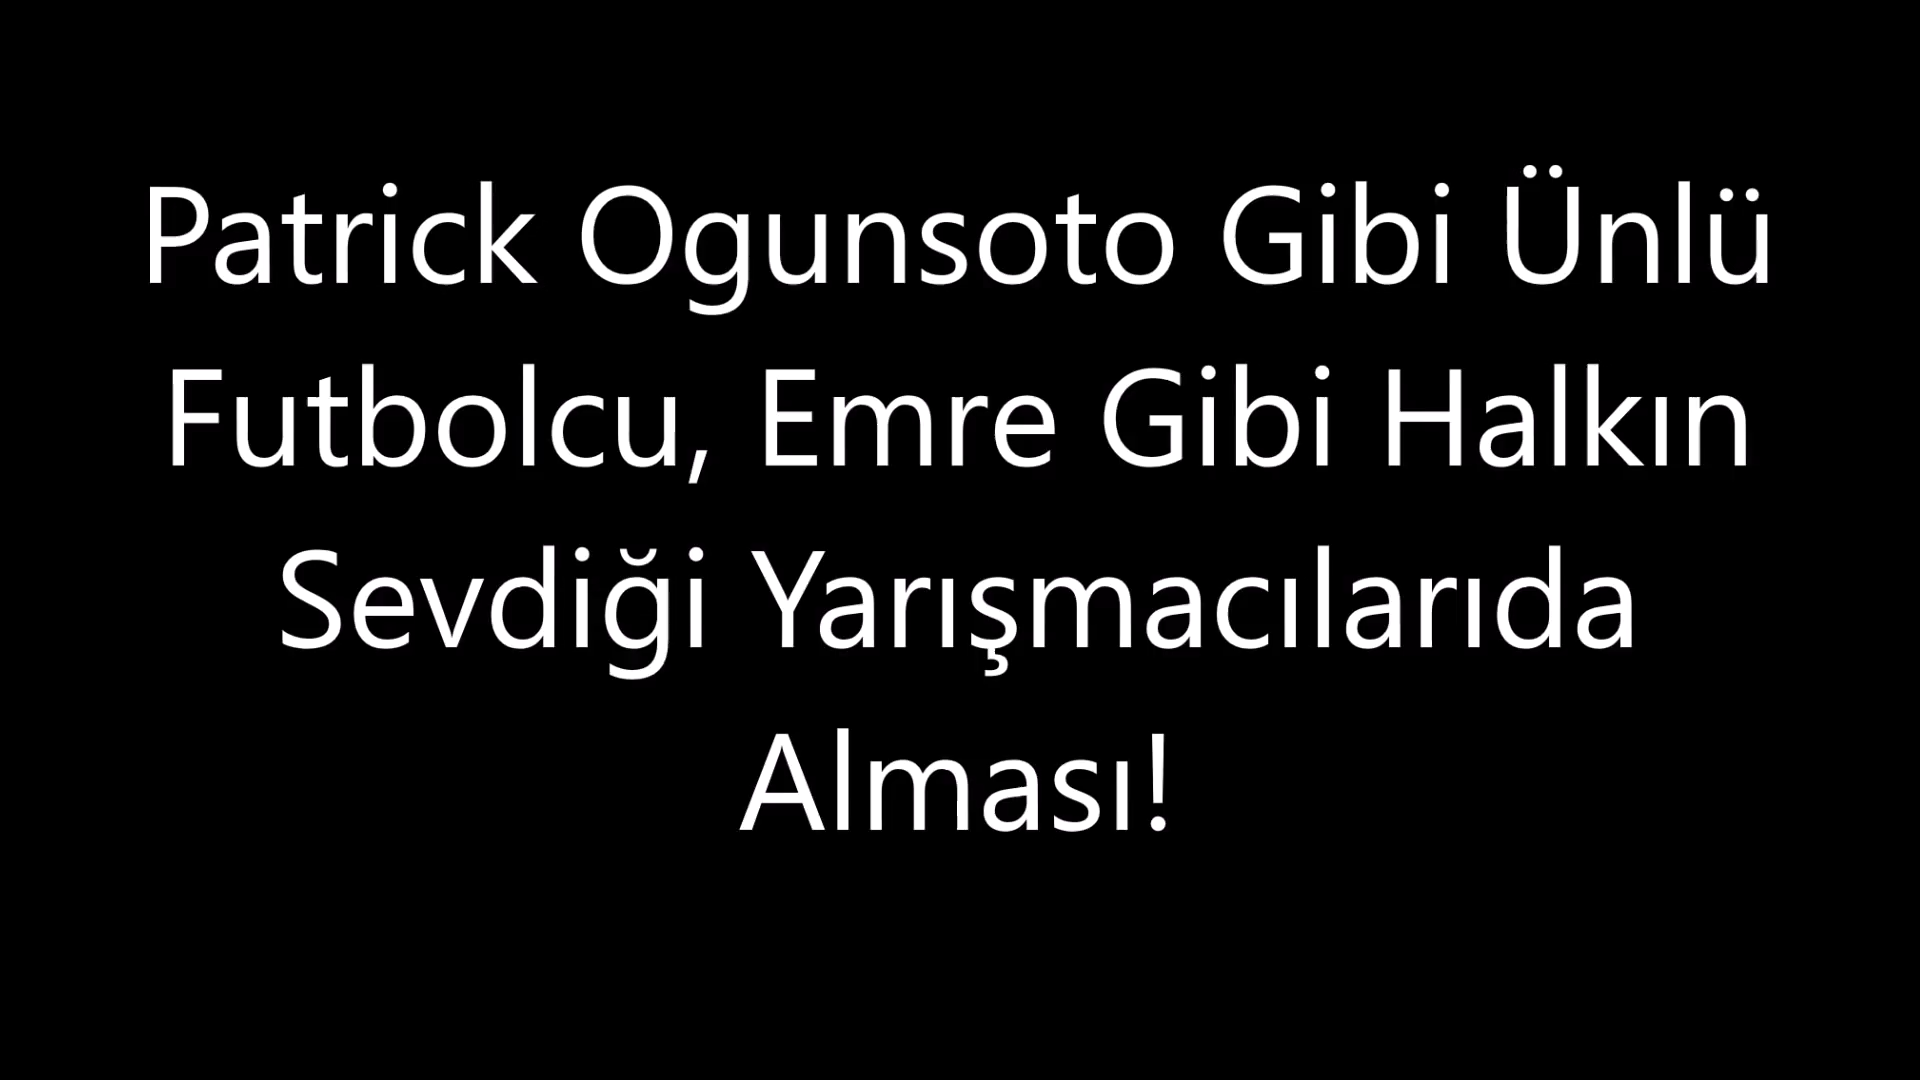 Patrick Ogunsoto Gibi Ünlü
Futbolcu, Emre Gibi Halkın
Sevdiği Yarışmacılarıda
Alması!